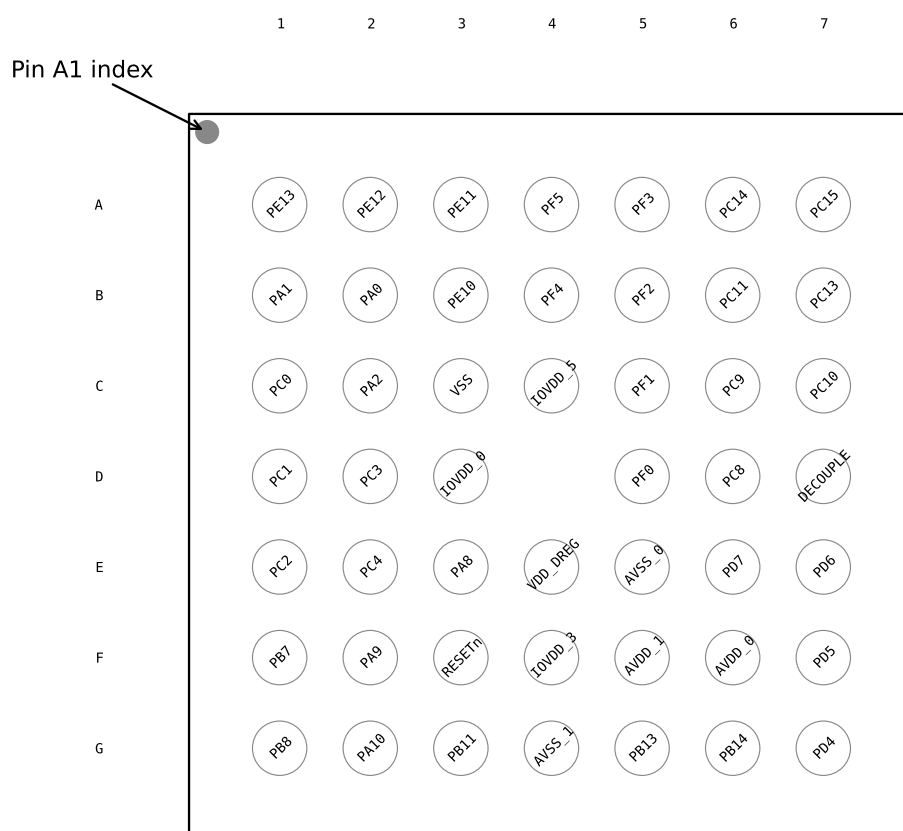 1 2 3 4 5 6 7
Pin A1 index
A PE13 PE12 PE11 PF5 PF3 PC14 PC15
B PA1 PA0 PE10 PF4 PF2 PC11 PC13
C PC0 PA2 VSS IOVDD_5 PF1 PC9 PC10
D PC1 PC3 IOVDD_0 PF0 PC8 DECOUPLE
E PC2 PC4 PA8 VDD_DREG AVSS_0 PD7 PD6
F PB7 PA9 RESETn IOVDD_3 AVDD_1 AVDD_0 PD5
G PB8 PA10 PB11 AVSS_1 PB13 PB14 PD4